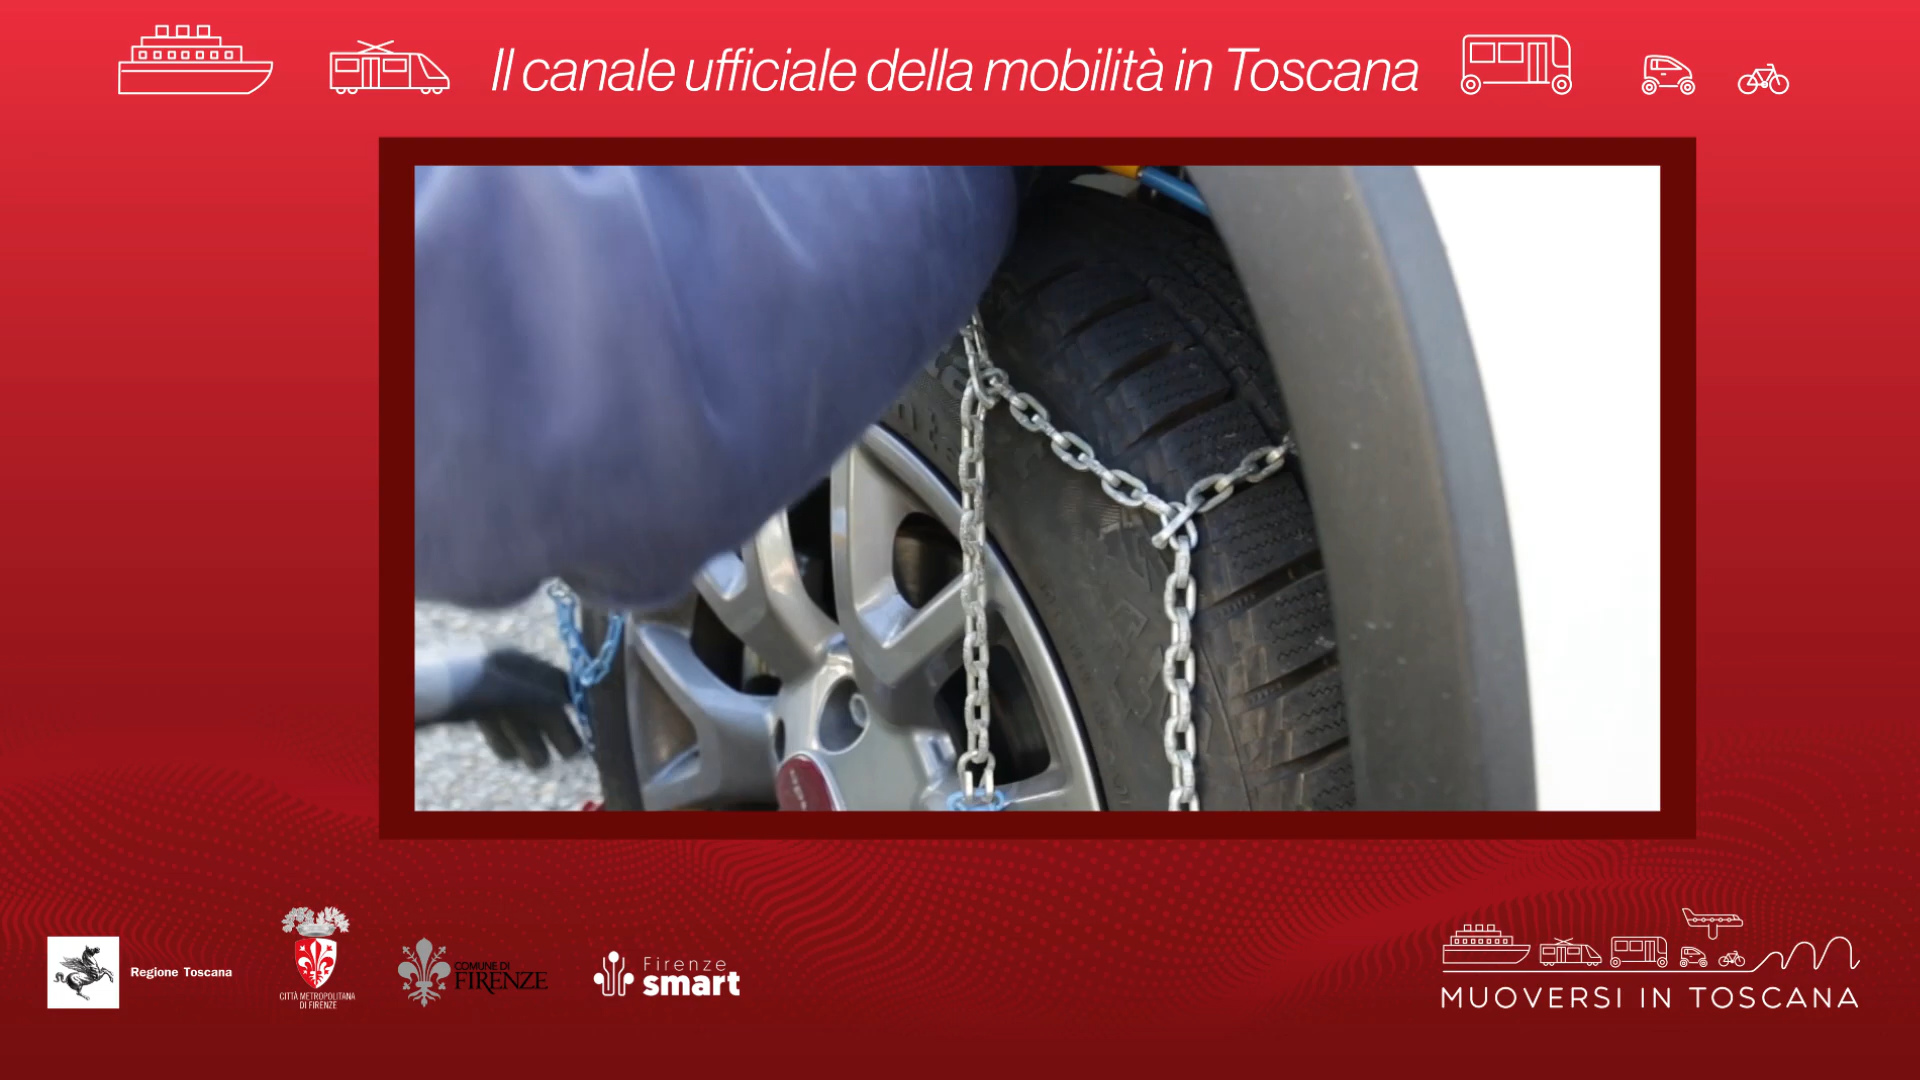 Il canale ufficiale della mobilità in Toscana
Regione Toscana
CITTÀ METROPOLITANA
DI FIRENZE
COMUNE DI
FIRENZE
Firenze
smart
MUOVERSI IN TOSCANA